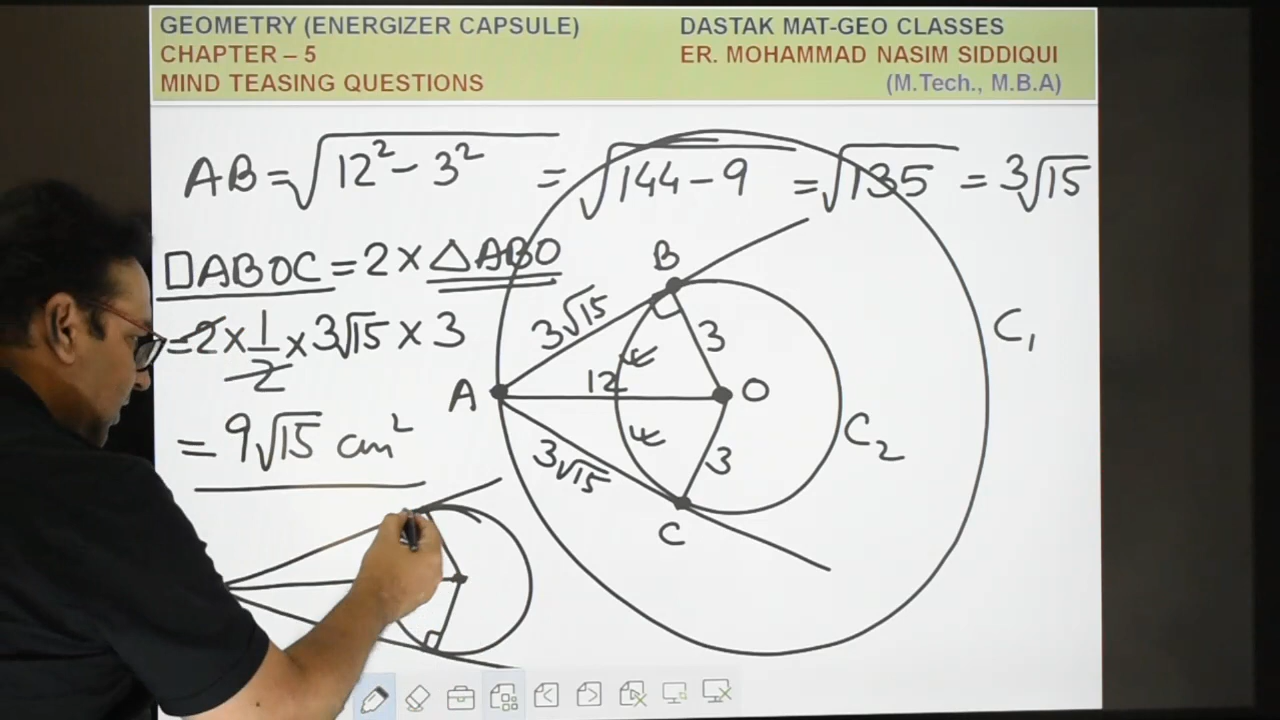 GEOMETRY (ENERGIZER CAPSULE)
CHAPTER – 5
MIND TEASING QUESTIONS
DASTAK MAT-GEO CLASSES
ER. MOHAMMAD NASIM SIDDIQUI
(M.Tech., M.B.A)
AB = √12² - 3² = √144 - 9 = √135 = 3√15
□ABOC = 2 × △ABO
= 2 × 1/2 × 3√15 × 3
= 9√15 cm²
B
3√15
3
A
12
O
3√15
3
C
C₁
C₂